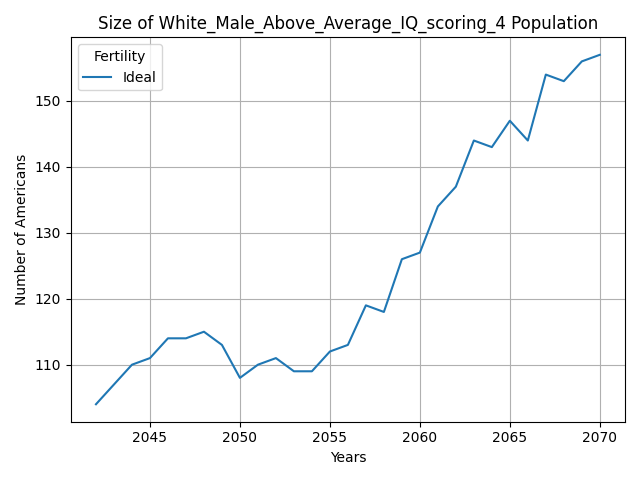 Size of White_Male_Above_Average_IQ_scoring_4 Population
Fertility
Ideal
Number of Americans
150
140
130
120
110
2045 2050 2055 2060 2065 2070
Years